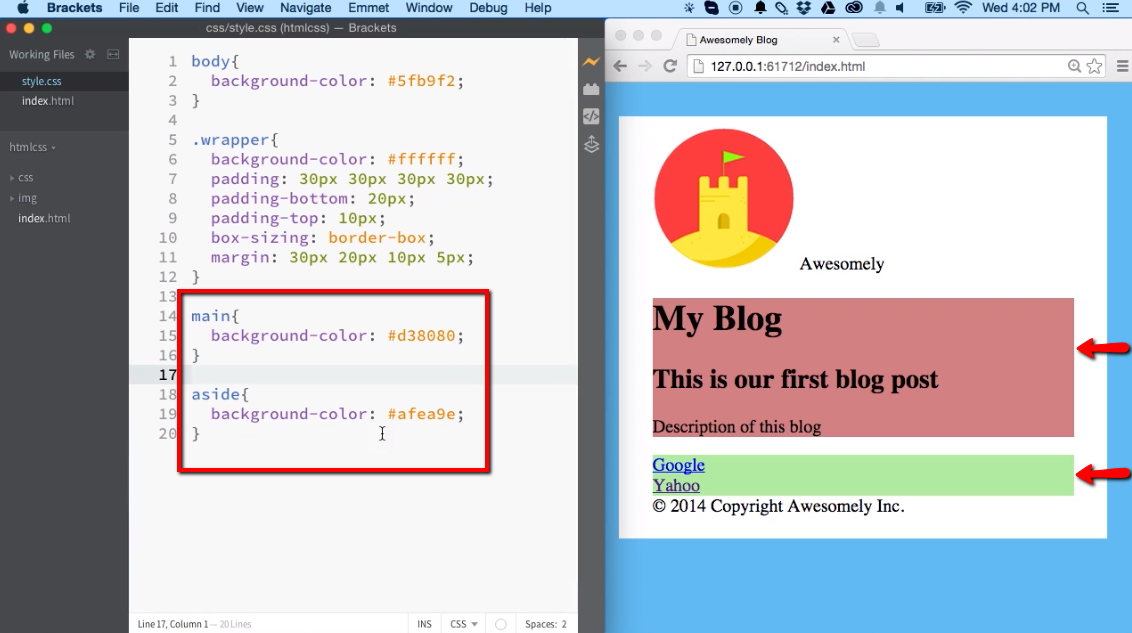 Brackets File Edit Find View Navigate Emmet Window Debug Help Wed 4:02 PM
css/style.css (htmlcss) — Brackets
Working Files
style.css
index.html
htmlcss
css
img
index.html
1 body{
2 background-color: #5fb9f2;
3 }
4
5 .wrapper{
6 background-color: #ffffff;
7 padding: 30px 30px 30px 30px;
8 padding-bottom: 20px;
9 padding-top: 10px;
10 box-sizing: border-box;
11 margin: 30px 20px 10px 5px;
12 }
13
14 main{
15 background-color: #d38080;
16 }
17
18 aside{
19 background-color: #afea9e;
20 }
Line 17, Column 1 — 20 Lines INS CSS Spaces: 2
Awesomely Blog
127.0.0.1:61712/index.html
Awesomely
My Blog
This is our first blog post
Description of this blog
Google
Yahoo
© 2014 Copyright Awesomely Inc.